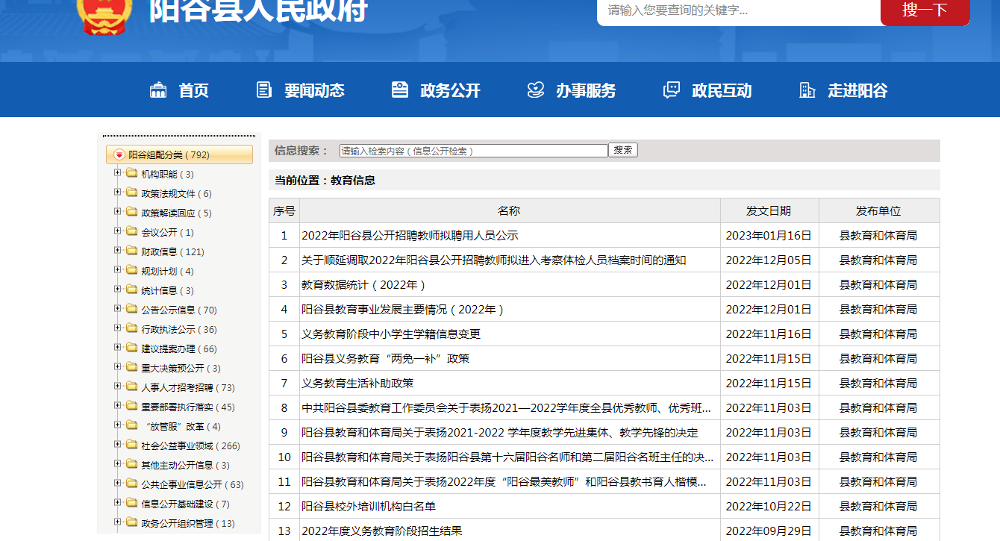 阳谷县人民政府
请输入您要查询的关键字...
搜一下
首页
要闻动态
政务公开
办事服务
政民互动
走进阳谷
阳谷组配分类 ( 792)
机构职能 ( 3)
政策法规文件 ( 6)
政策解读回应 ( 5)
会议公开 ( 1)
财政信息 ( 121)
规划计划 ( 4)
统计信息 ( 3)
公告公示信息 ( 70)
行政执法公示 ( 36)
建议提案办理 ( 66)
重大决策预公开 ( 3)
人事人才招考招聘 ( 73)
重要部署执行落实 ( 45)
“放管服”改革 ( 4)
社会公益事业领域 ( 266)
其他主动公开信息 ( 3)
公共企事业信息公开 ( 63)
信息公开基础建设 ( 7)
政务公开组织管理 ( 13)
信息搜索：
请输入检索内容（信息公开检索）
搜索
当前位置：教育信息
序号 名称 发文日期 发布单位
1 2022年阳谷县公开招聘教师拟聘用人员公示 2023年01月16日 县教育和体育局
2 关于顺延调取2022年阳谷县公开招聘教师拟进入考察体检人员档案时间的通知 2022年12月05日 县教育和体育局
3 教育数据统计（2022年） 2022年12月01日 县教育和体育局
4 阳谷县教育事业发展主要情况（2022年） 2022年12月01日 县教育和体育局
5 义务教育阶段中小学生学籍信息变更 2022年11月16日 县教育和体育局
6 阳谷县义务教育“两免一补”政策 2022年11月15日 县教育和体育局
7 义务教育生活补助政策 2022年11月15日 县教育和体育局
8 中共阳谷县委教育工作委员会关于表扬2021—2022学年度全县优秀教师、优秀班... 2022年11月03日 县教育和体育局
9 阳谷县教育和体育局关于表扬2021-2022 学年度教学先进集体、教学先锋的决定 2022年11月03日 县教育和体育局
10 阳谷县教育和体育局关于表扬阳谷县第十六届阳谷名师和第二届阳谷名班主任的决... 2022年11月03日 县教育和体育局
11 阳谷县教育和体育局关于表扬2022年度“阳谷最美教师”和阳谷县教书育人楷模... 2022年11月03日 县教育和体育局
12 阳谷县校外培训机构白名单 2022年10月22日 县教育和体育局
13 2022年度义务教育阶段招生结果 2022年09月29日 县教育和体育局